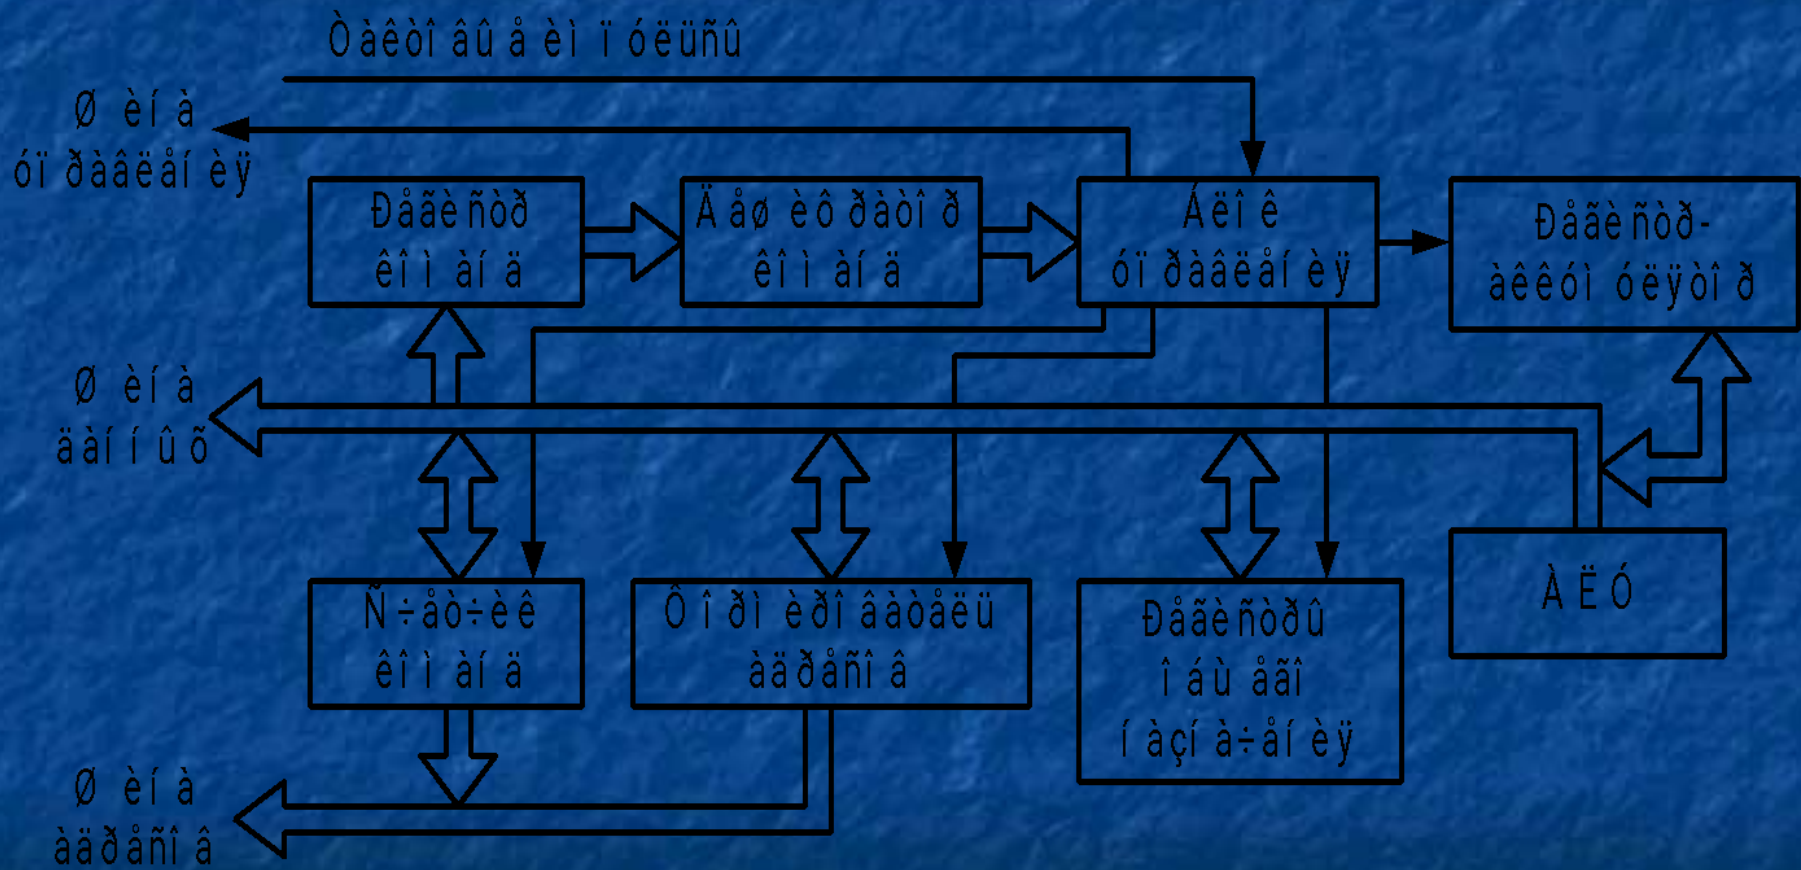 Òàêòîâûå èìïóëüñû
Øèíà
óïðàâëåíèÿ
Ðåãèñòð
êîìàíä
Äåøèôðàòîð
êîìàíä
Áëîê
óïðàâëåíèÿ
Ðåãèñòð-
àêêóìóëÿòîð
Øèíà
äàííûõ
Ñ÷åò÷èê
êîìàíä
Ôîðìèðîâàòåëü
àäðåñîâ
Ðåãèñòðû
îáùåãî
íàçíà÷åíèÿ
ÀËÓ
Øèíà
àäðåñîâ